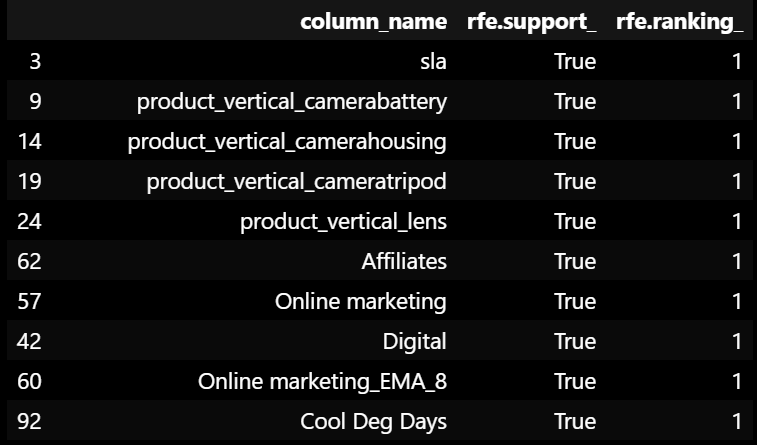 column_name rfe.support_ rfe.ranking_
3 sla True 1
9 product_vertical_camerabattery True 1
14 product_vertical_camerahousing True 1
19 product_vertical_cameratripod True 1
24 product_vertical_lens True 1
62 Affiliates True 1
57 Online marketing True 1
42 Digital True 1
60 Online marketing_EMA_8 True 1
92 Cool Deg Days True 1